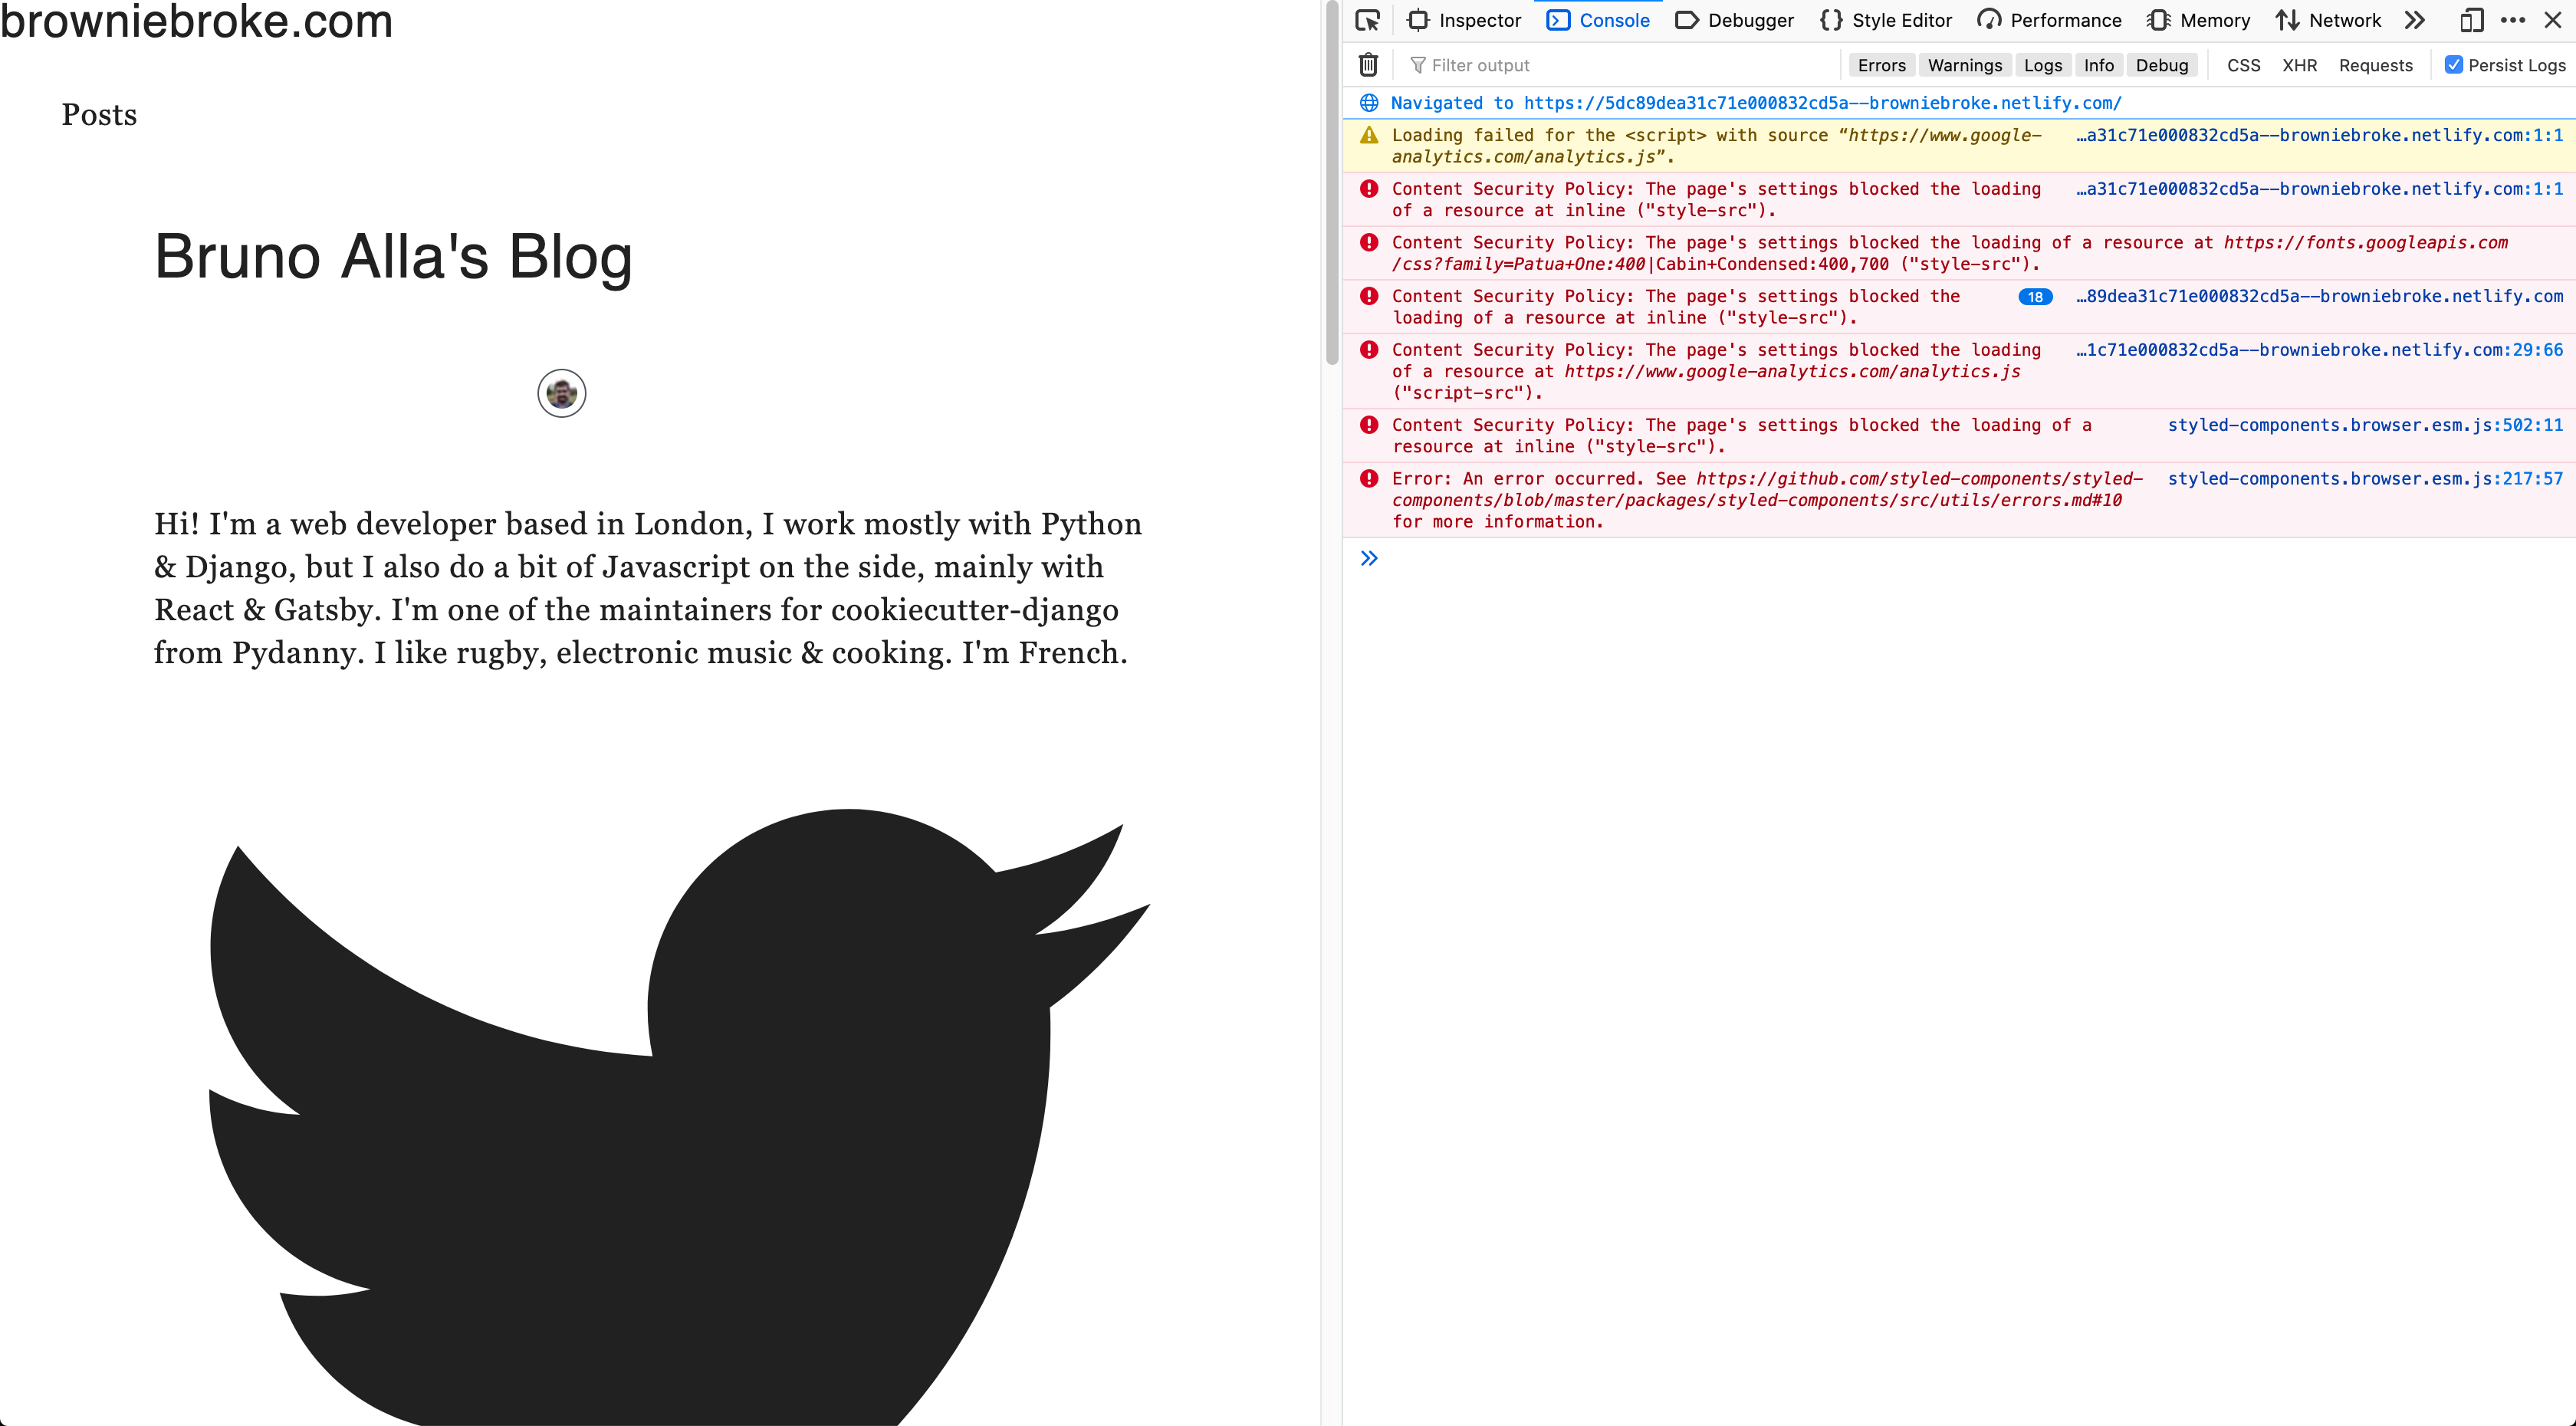 browniebroke.com
Posts
Bruno Alla's Blog
Hi! I'm a web developer based in London, I work mostly with Python
& Django, but I also do a bit of Javascript on the side, mainly with
React & Gatsby. I'm one of the maintainers for cookiecutter-django
from Pydanny. I like rugby, electronic music & cooking. I'm French.
Inspector Console Debugger Style Editor Performance Memory Network
Filter output Errors Warnings Logs Info Debug CSS XHR Requests Persist Logs
Navigated to https://5dc89dea31c71e000832cd5a--browniebroke.netlify.com/
Loading failed for the <script> with source “https://www.google- …a31c71e000832cd5a--browniebroke.netlify.com:1:1
analytics.com/analytics.js”.
Content Security Policy: The page's settings blocked the loading …a31c71e000832cd5a--browniebroke.netlify.com:1:1
of a resource at inline ("style-src").
Content Security Policy: The page's settings blocked the loading of a resource at https://fonts.googleapis.com
/css?family=Patua+One:400|Cabin+Condensed:400,700 ("style-src").
Content Security Policy: The page's settings blocked the 18 …89dea31c71e000832cd5a--browniebroke.netlify.com
loading of a resource at inline ("style-src").
Content Security Policy: The page's settings blocked the loading …1c71e000832cd5a--browniebroke.netlify.com:29:66
of a resource at https://www.google-analytics.com/analytics.js
("script-src").
Content Security Policy: The page's settings blocked the loading of a styled-components.browser.esm.js:502:11
resource at inline ("style-src").
Error: An error occurred. See https://github.com/styled-components/styled- styled-components.browser.esm.js:217:57
components/blob/master/packages/styled-components/src/utils/errors.md#10
for more information.